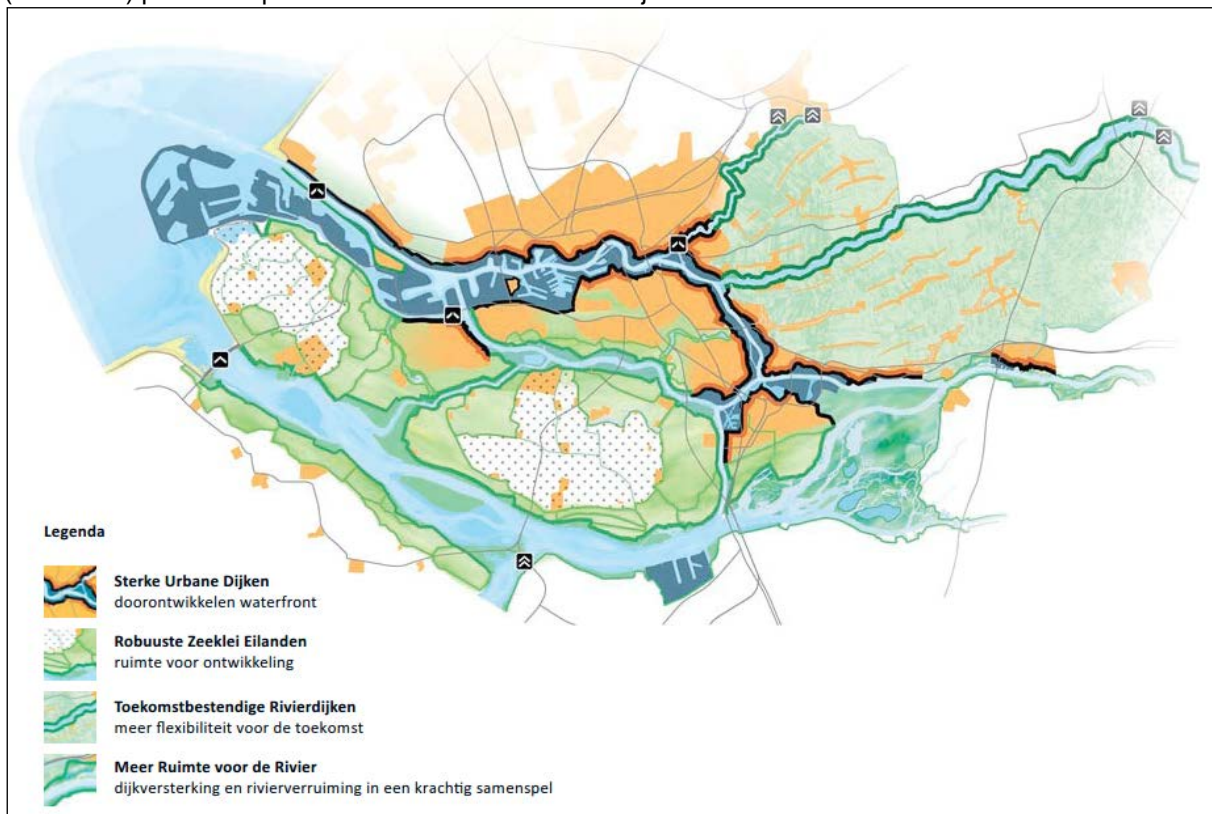 Legenda
Sterke Urbane Dijken
doorontwikkelen waterfront
Robuuste Zeeklei Eilanden
ruimte voor ontwikkeling
Toekomstbestendige Rivierdijken
meer flexibiliteit voor de toekomst
Meer Ruimte voor de Rivier
dijkversterking en rivierverruiming in een krachtig samenspel